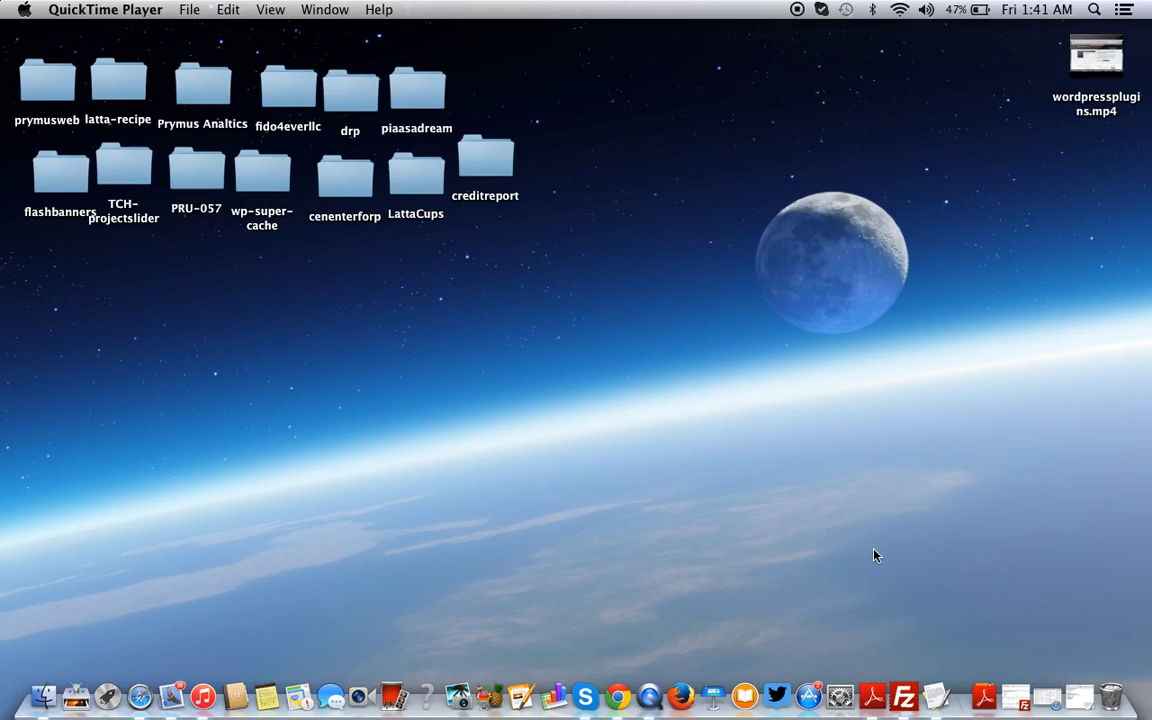 QuickTime Player File Edit View Window Help 47% Fri 1:41 AM
wordpressplugi
ns.mp4
prymusweb latta-recipe Prymus Analtics fido4everllc drp piaasadream
creditreport
flashbanners TCH-
projectslider PRU-057 wp-super-
cache cenenterforp LattaCups